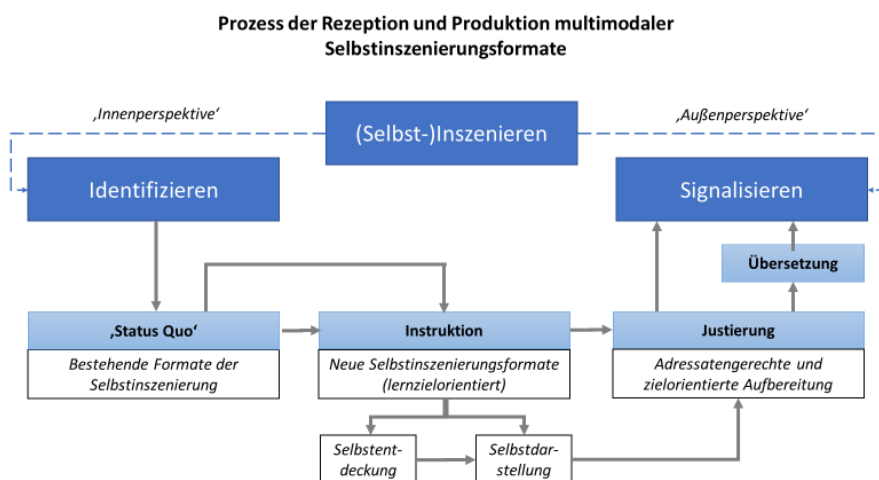 Prozess der Rezeption und Produktion multimodaler
Selbstinszenierungsformate
‚Innenperspektive‘
(Selbst-)Inszenieren
‚Außenperspektive‘
Identifizieren
Signalisieren
Übersetzung
‚Status Quo‘
Instruktion
Justierung
Bestehende Formate der
Selbstinszenierung
Neue Selbstinszenierungsformate
(lernzielorientiert)
Adressatengerechte und
zielorientierte Aufbereitung
Selbstent-
deckung
Selbstdar-
stellung